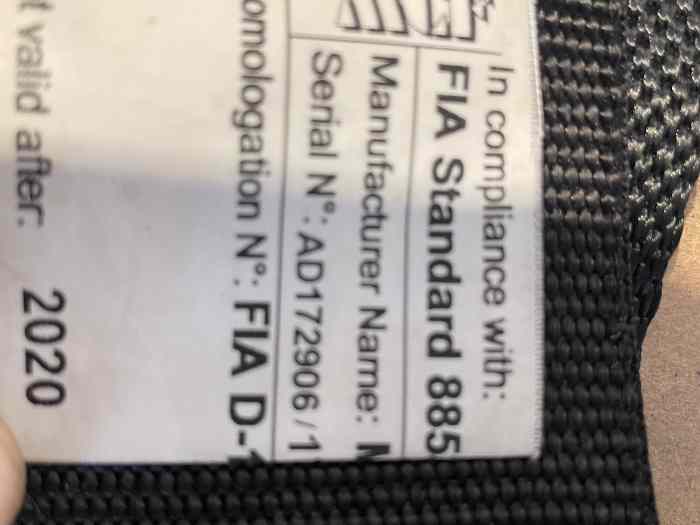 In compliance with:
FIA Standard 885
Manufacturer Name:
Serial N°: AD172906 / 1
omologation N°: FIA D-
t valid after: 2020